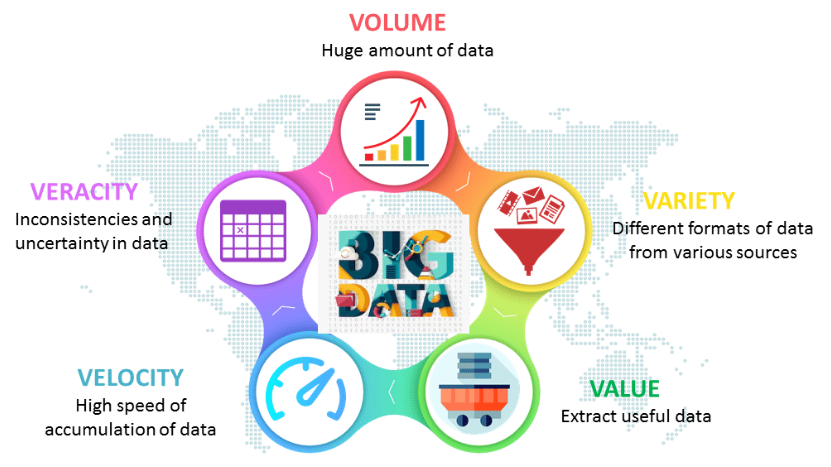 VOLUME
Huge amount of data
VERACITY
Inconsistencies and
uncertainty in data
VARIETY
Different formats of data
from various sources
BIG
DATA
VELOCITY
High speed of
accumulation of data
VALUE
Extract useful data